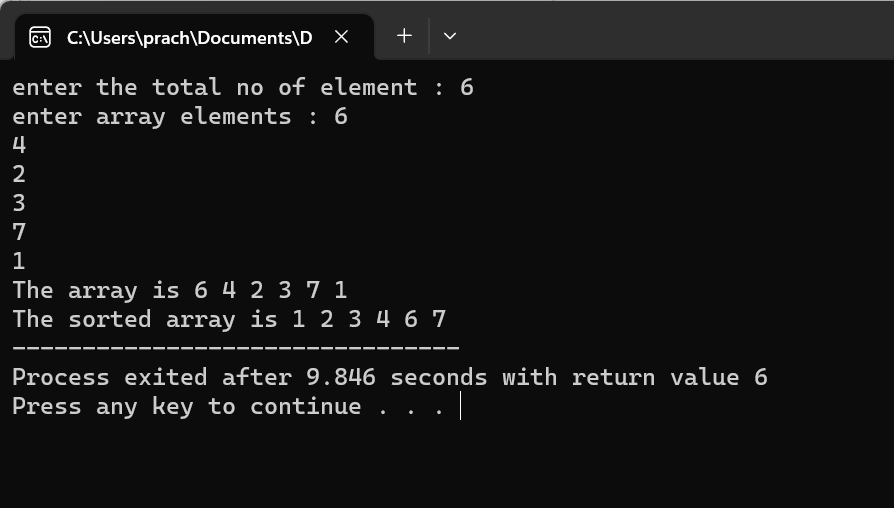 C:\Users\prach\Documents\D
enter the total no of element : 6
enter array elements : 6
4
2
3
7
1
The array is 6 4 2 3 7 1
The sorted array is 1 2 3 4 6 7
--------------------------------
Process exited after 9.846 seconds with return value 6
Press any key to continue . . .